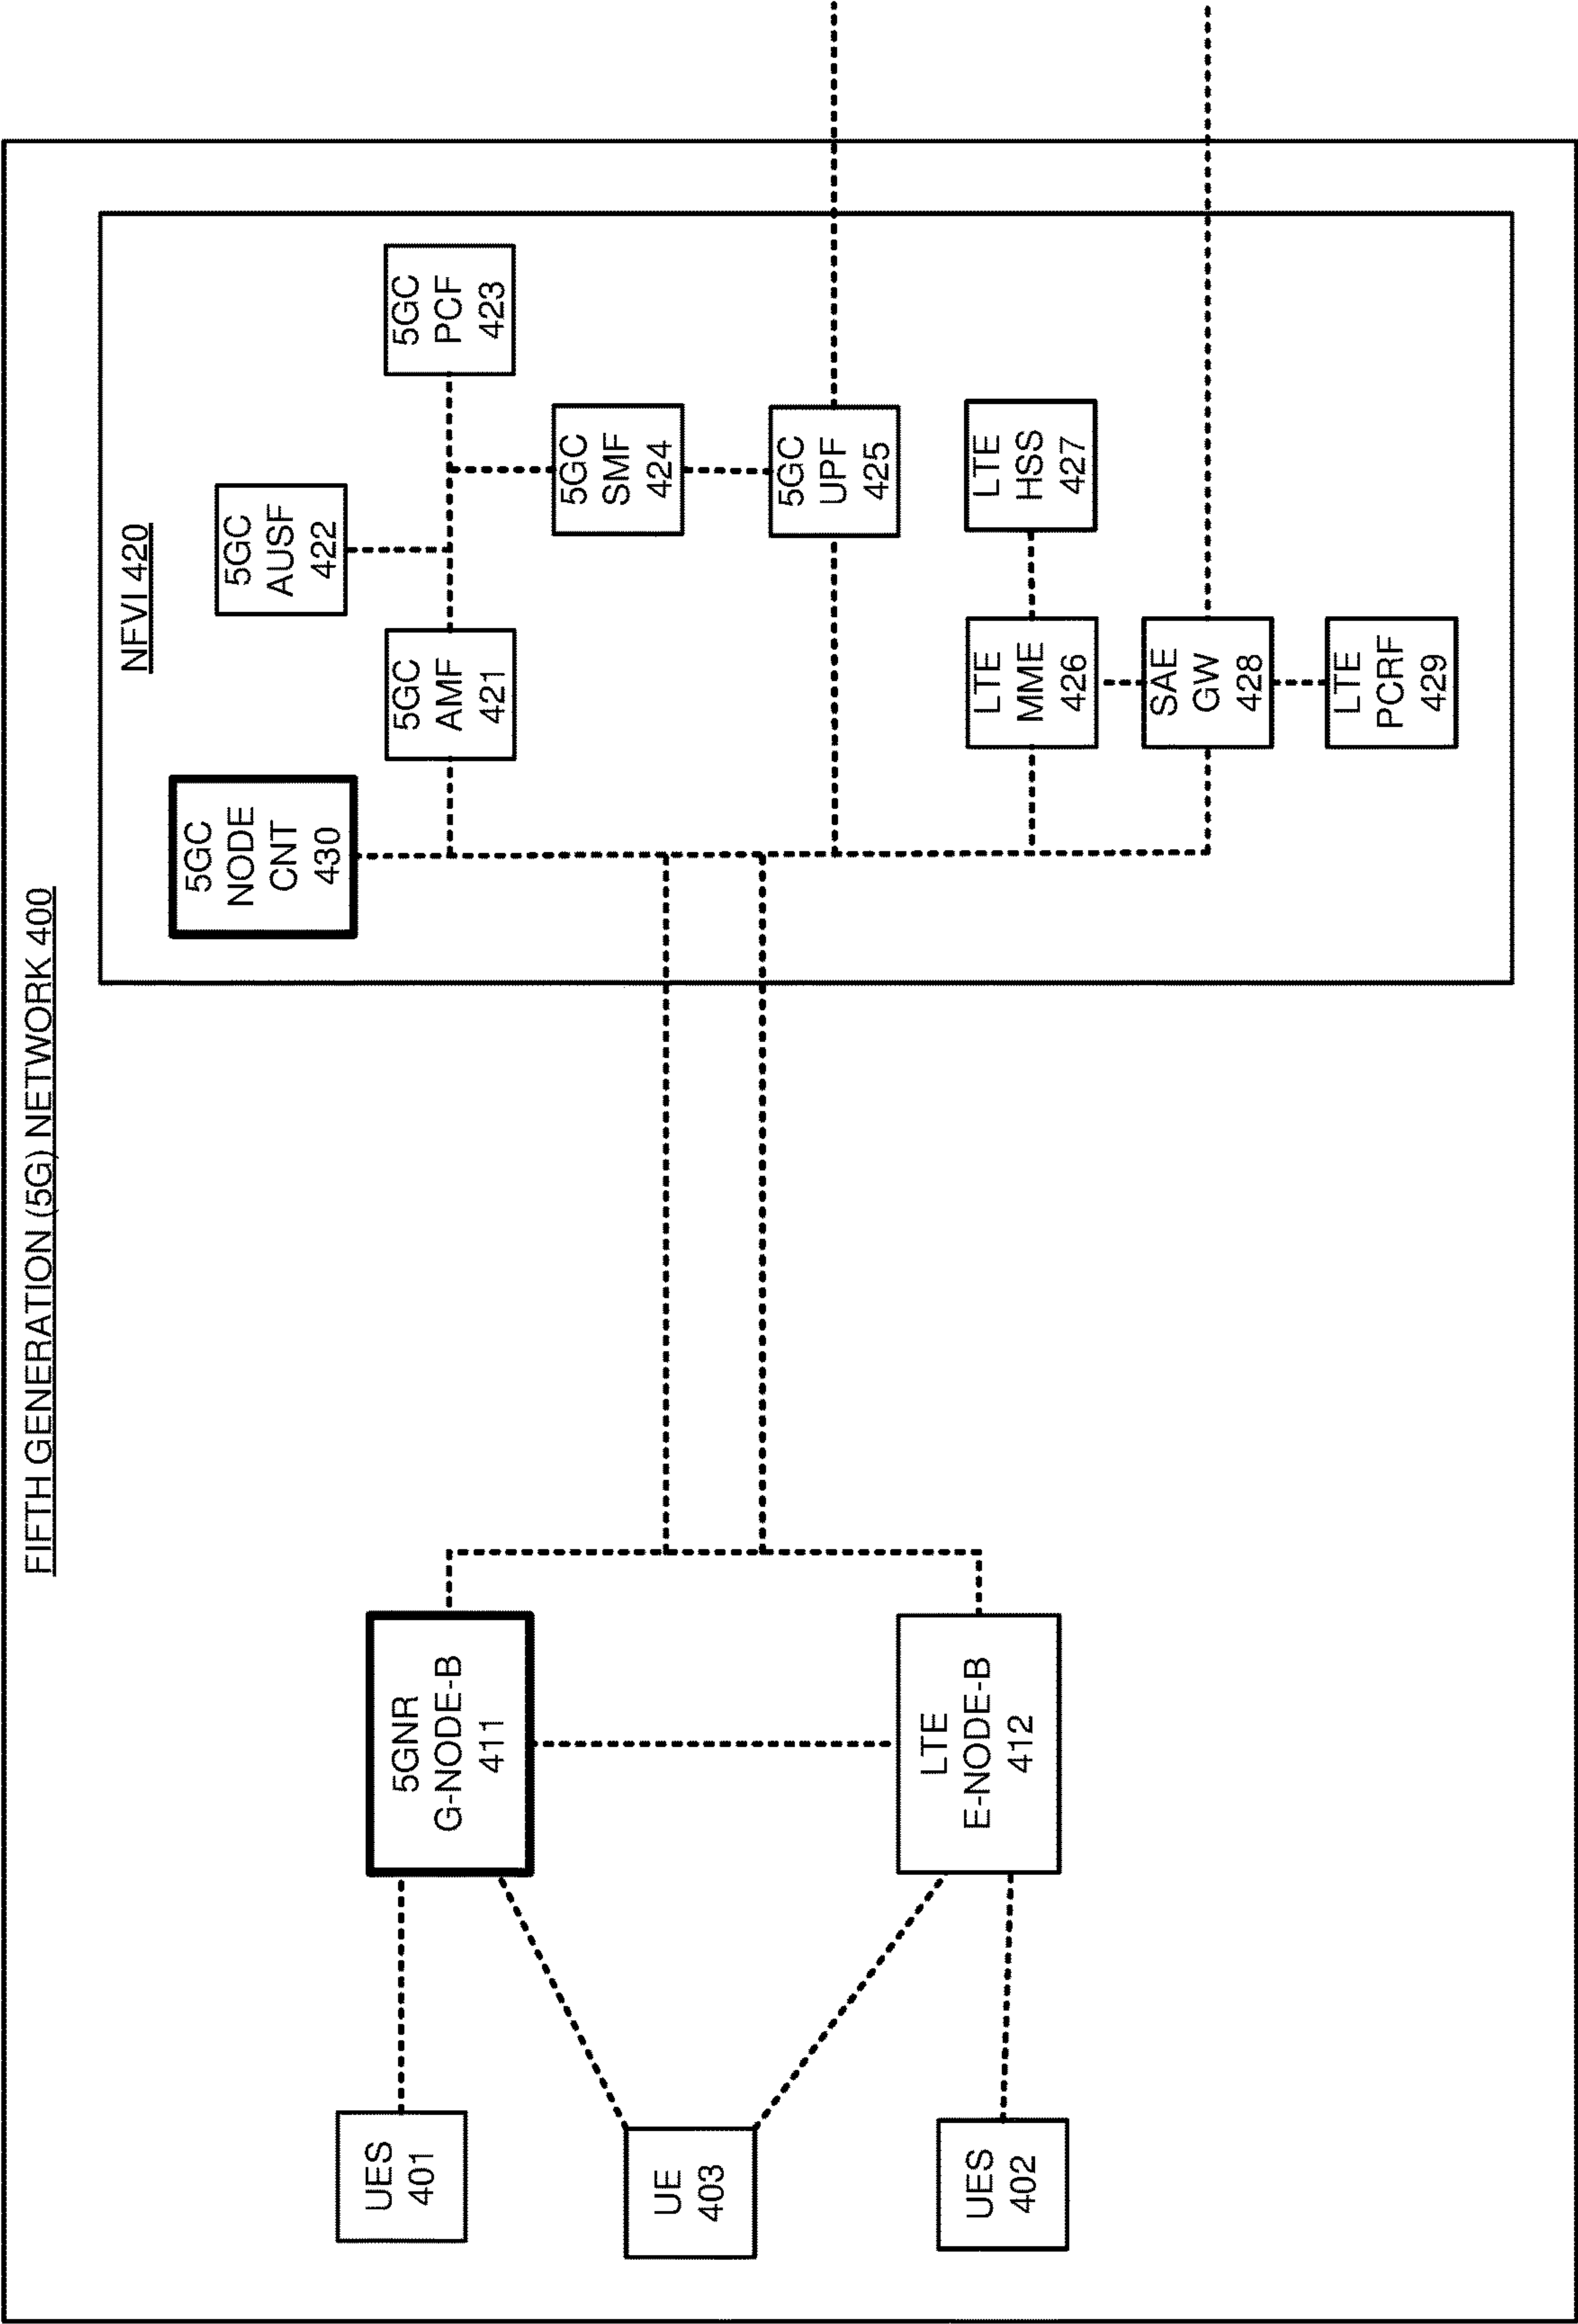 FIFTH GENERATION (5G) NETWORK 400
NFVI 420
UES
401
UE
403
UES
402
5GNR
G-NODE-B
411
LTE
E-NODE-B
412
5GC
NODE
CNT
430
5GC
AMF
421
5GC
AUSF
422
5GC
PCF
423
5GC
SMF
424
5GC
UPF
425
LTE
MME
426
LTE
HSS
427
SAE
GW
428
LTE
PCRF
429